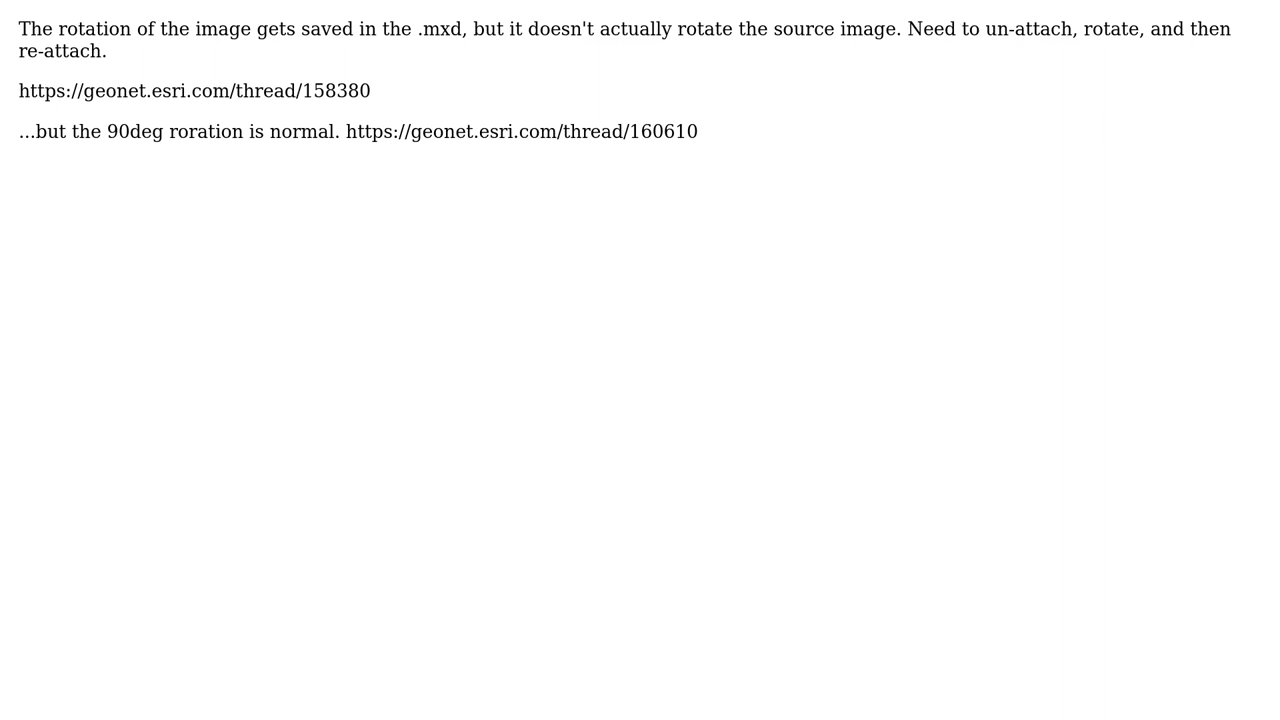 The rotation of the image gets saved in the .mxd, but it doesn't actually rotate the source image. Need to un-attach, rotate, and then
re-attach.
https://geonet.esri.com/thread/158380
...but the 90deg roration is normal. https://geonet.esri.com/thread/160610